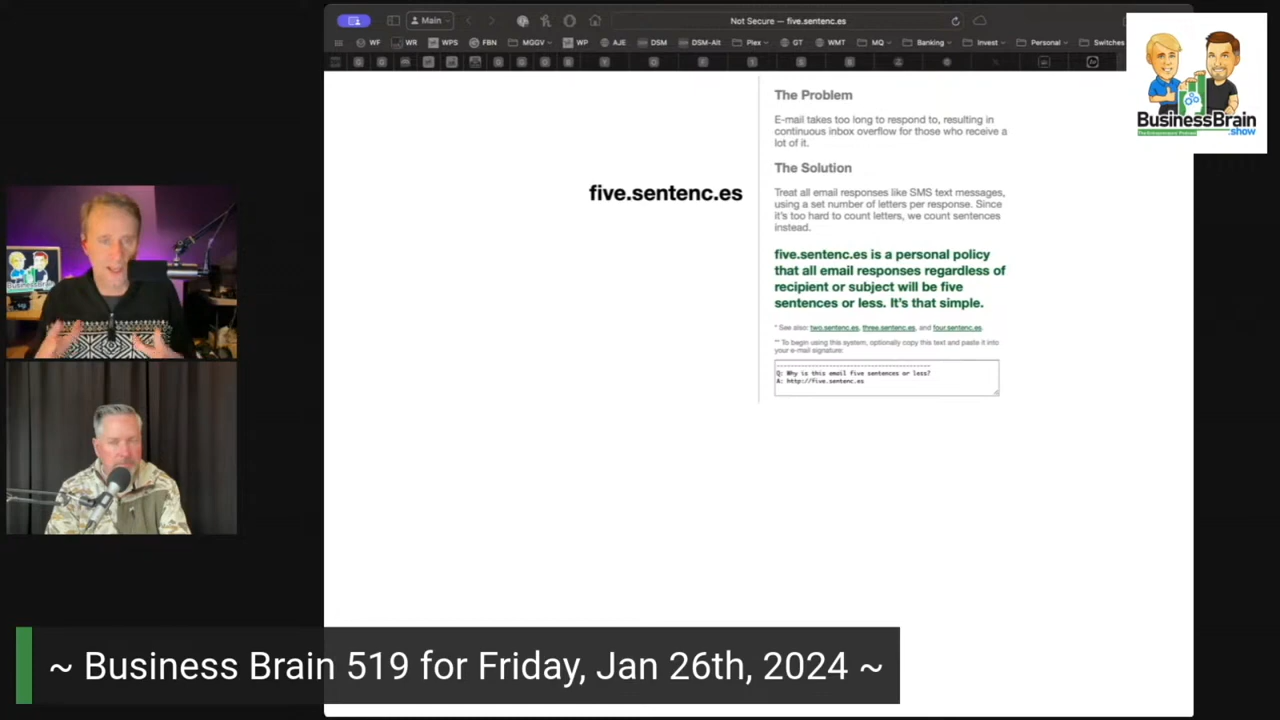 Main
Not Secure — five.sentenc.es
WF
WR
WPS
FBN
MGGV
WP
AJE
DSM
DSM-Alt
Plex
GT
WMT
MQ
Banking
Invest
Personal
Switches
BusinessBrain
.show
The Problem
E-mail takes too long to respond to, resulting in
continuous inbox overflow for those who receive a
lot of it.
The Solution
Treat all email responses like SMS text messages,
using a set number of letters per response. Since
it's too hard to count letters, we count sentences
instead.
five.sentenc.es
five.sentenc.es is a personal policy
that all email responses regardless of
recipient or subject will be five
sentences or less. It's that simple.
* See also: two.sentenc.es, three.sentenc.es, and four.sentenc.es.
** To begin using this system, optionally copy this text and paste it into
your e-mail signature:
Q: Why is this email five sentences or less?
A: http://five.sentenc.es
BusinessBrain
~ Business Brain 519 for Friday, Jan 26th, 2024 ~